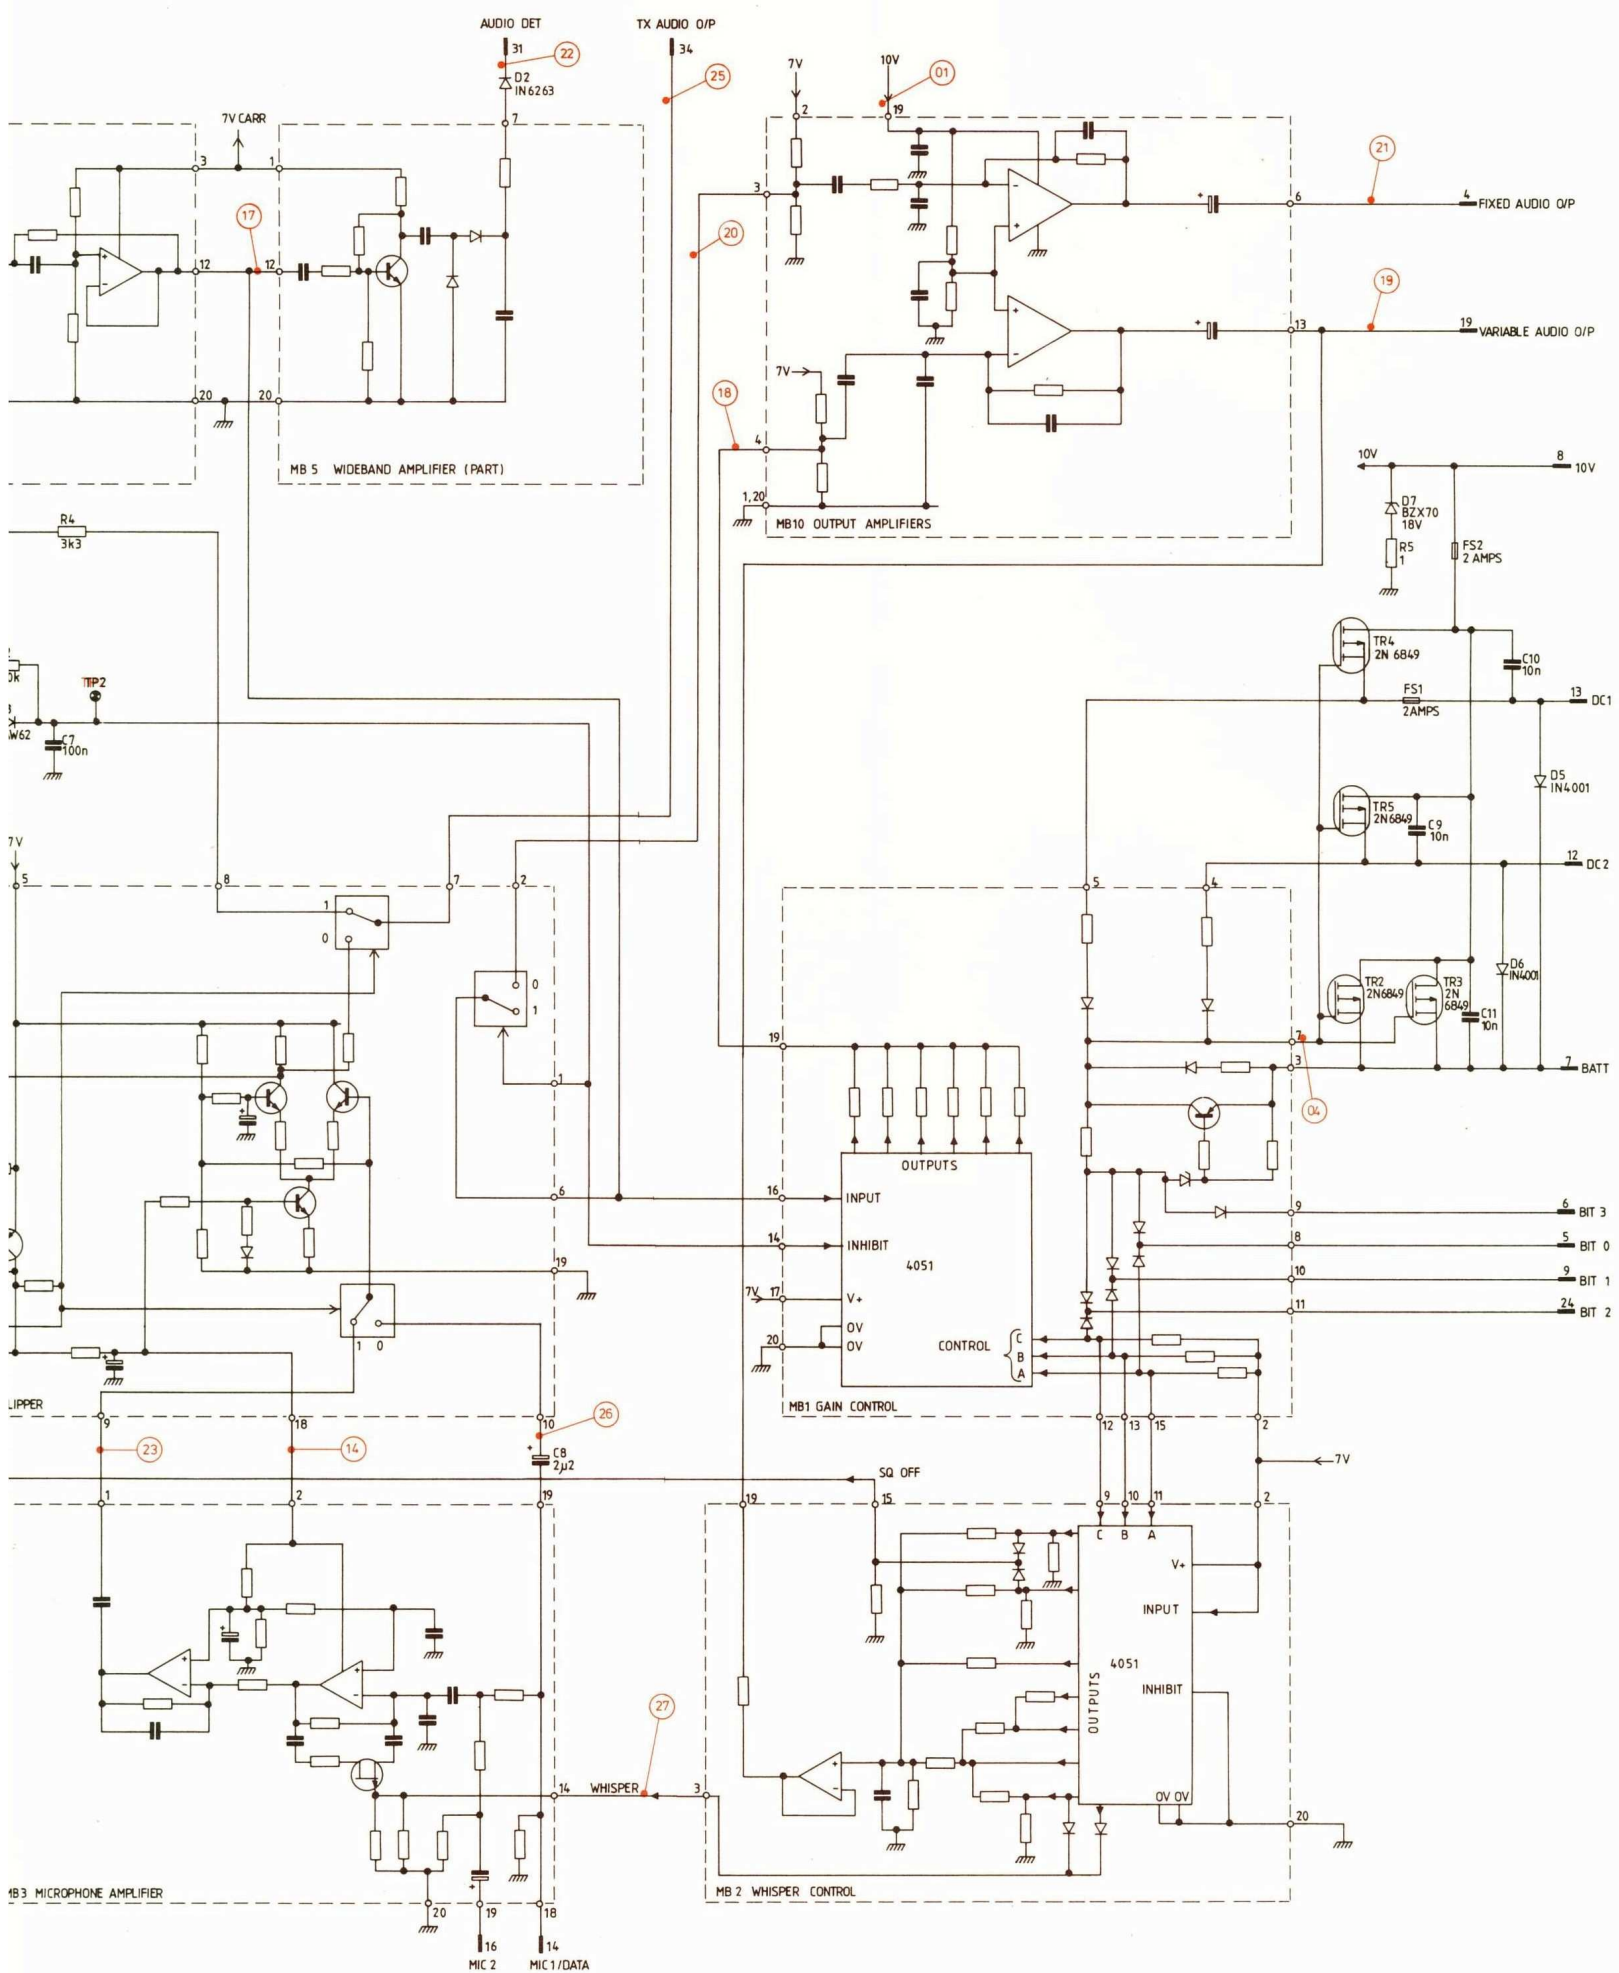 AUDIO DET
TX AUDIO O/P
31
22
34
D2
IN6263
25
7V
10V
01
2
19
7
7V CARR
3
1
17
12
12
20
20
MB 5 WIDEBAND AMPLIFIER (PART)
3
20
6
21
4
FIXED AUDIO O/P
13
19
19
VARIABLE AUDIO O/P
7V
18
4
1,20
MB10 OUTPUT AMPLIFIERS
10V
8
10V
D7
BZX70
18V
R5
1
FS2
2 AMPS
R4
3k3
TR4
2N 6849
C10
10n
FS1
2AMPS
13
DC1
TP2
W62
C7
100n
D5
IN4001
TR5
2N6849
C9
10n
12
DC2
7V
5
8
7
2
1
0
0
1
5
4
D6
IN4001
TR2
2N6849
TR3
2N
6849
C11
10n
7
3
7
BATT
04
19
1
OUTPUTS
6
16
INPUT
14
INHIBIT
4051
19
7V
17
V+
20
0V
0V
CONTROL
C
B
A
9
6
BIT 3
8
5
BIT 0
10
9
BIT 1
11
24
BIT 2
1
0
LIPPER
MB1 GAIN CONTROL
9
18
10
26
12
13
15
2
23
14
+
C8
2µ2
SQ OFF
7V
1
2
19
19
15
9
10
11
2
C
B
A
V+
INPUT
4051
OUTPUTS
INHIBIT
0V 0V
20
27
14
WHISPER
3
MB3 MICROPHONE AMPLIFIER
MB 2 WHISPER CONTROL
20
19
18
16
14
MIC 2
MIC 1/DATA